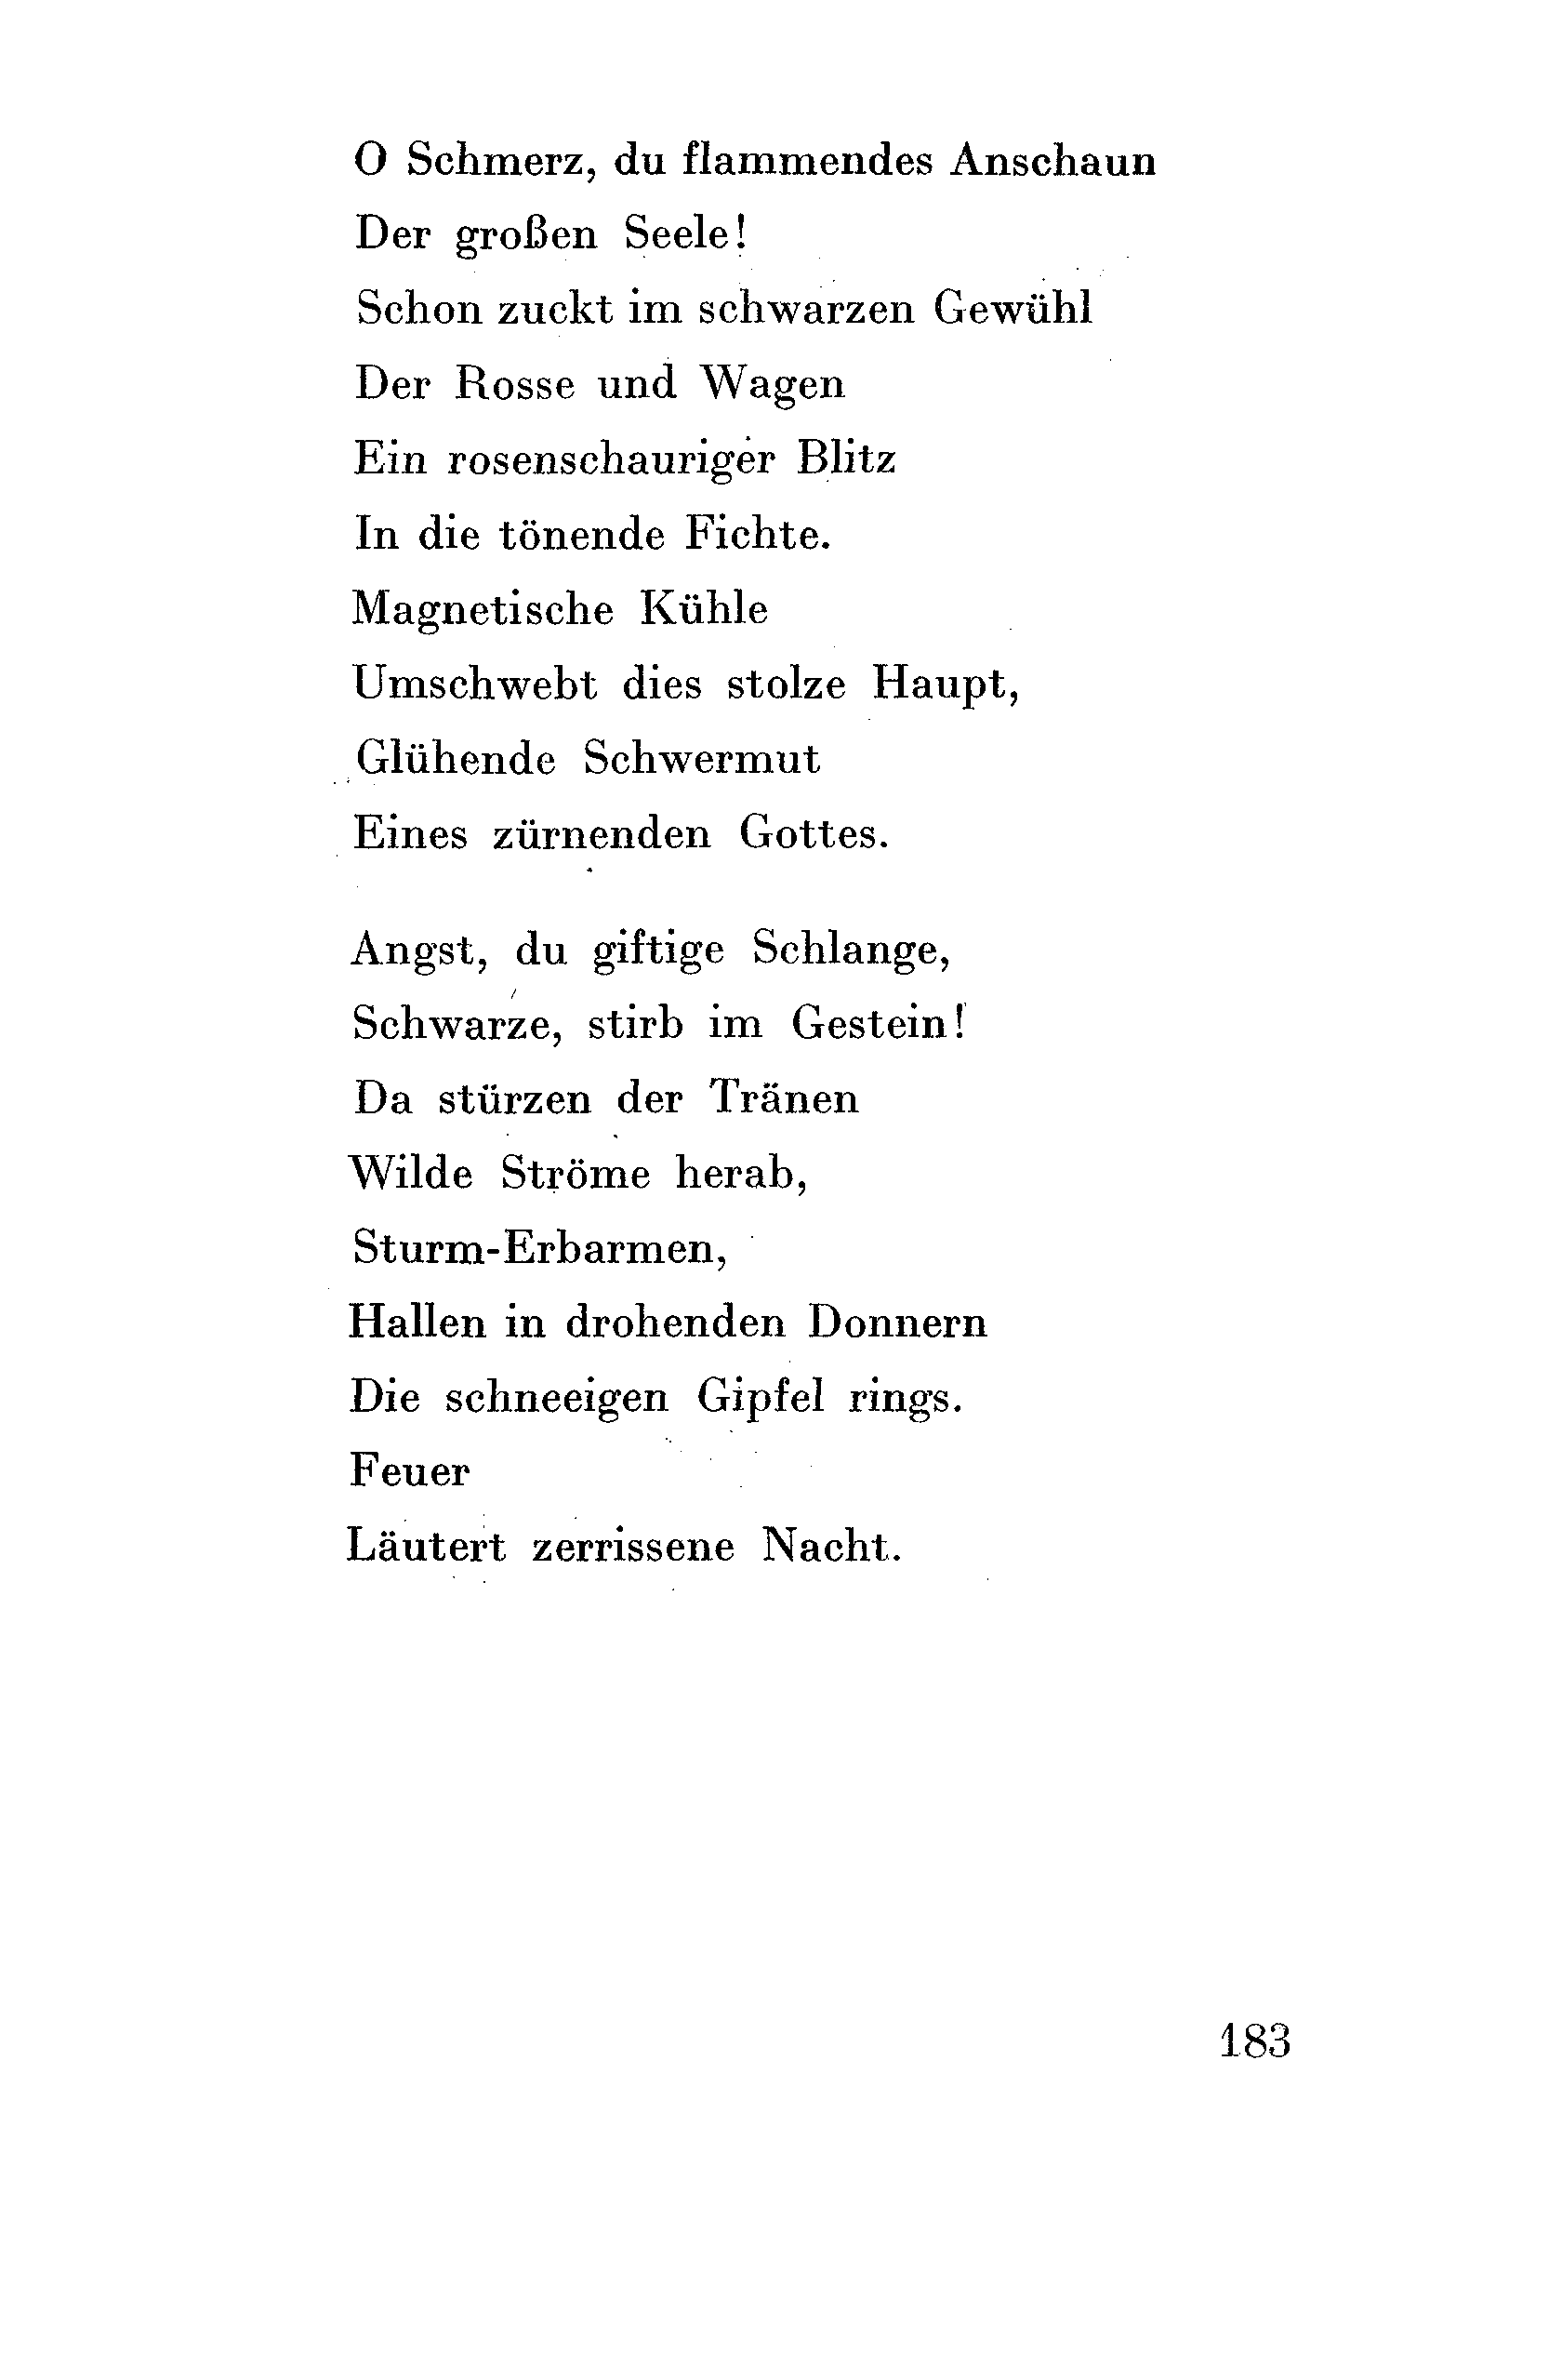 O Schmerz, du flammendes Anschaun
Der großen Seele!
Schon zuckt im schwarzen Gewühl
Der Rosse und Wagen
Ein rosenschauriger Blitz
In die tönende Fichte.
Magnetische Kühle
Umschwebt dies stolze Haupt,
Glühende Schwermut
Eines zürnenden Gottes.
Angst, du giftige Schlange,
Schwarze, stirb im Gestein!
Da stürzen der Tränen
Wilde Ströme herab,
Sturm-Erbarmen,
Hallen in drohenden Donnern
Die schneeigen Gipfel rings.
Feuer
Läutert zerrissene Nacht.
183